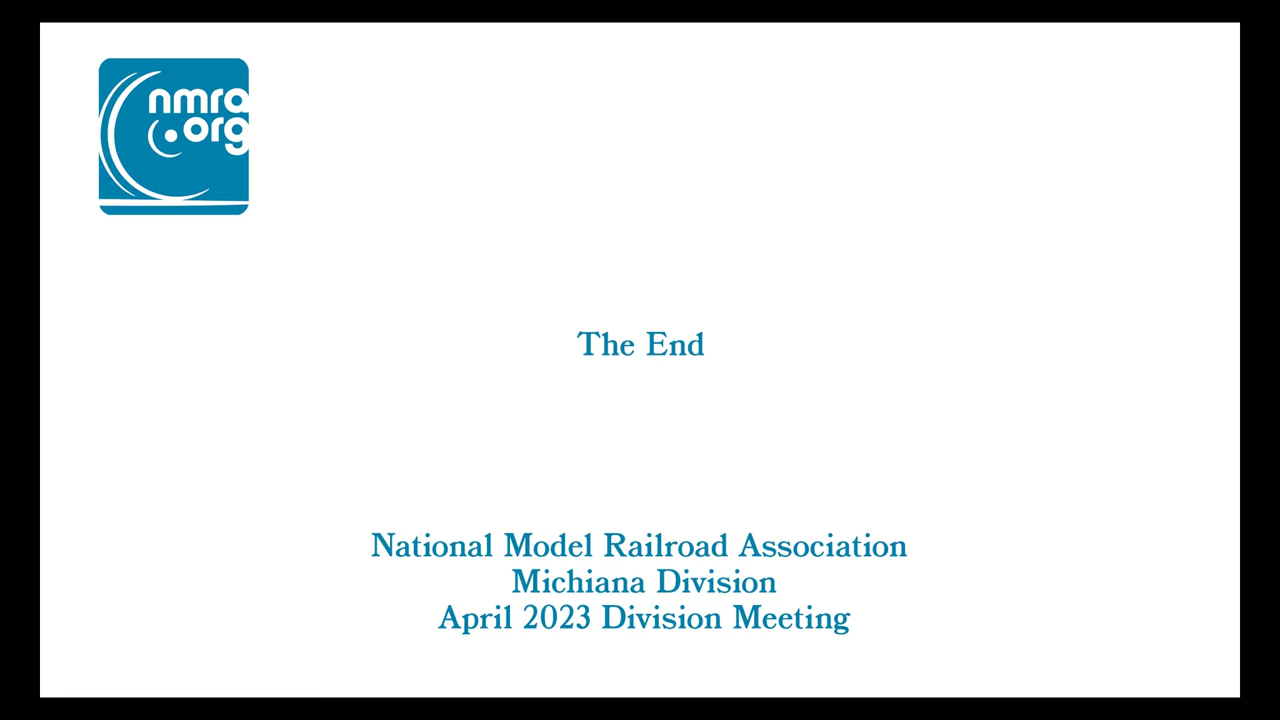 nmra
.org
The End
National Model Railroad Association
Michiana Division
April 2023 Division Meeting